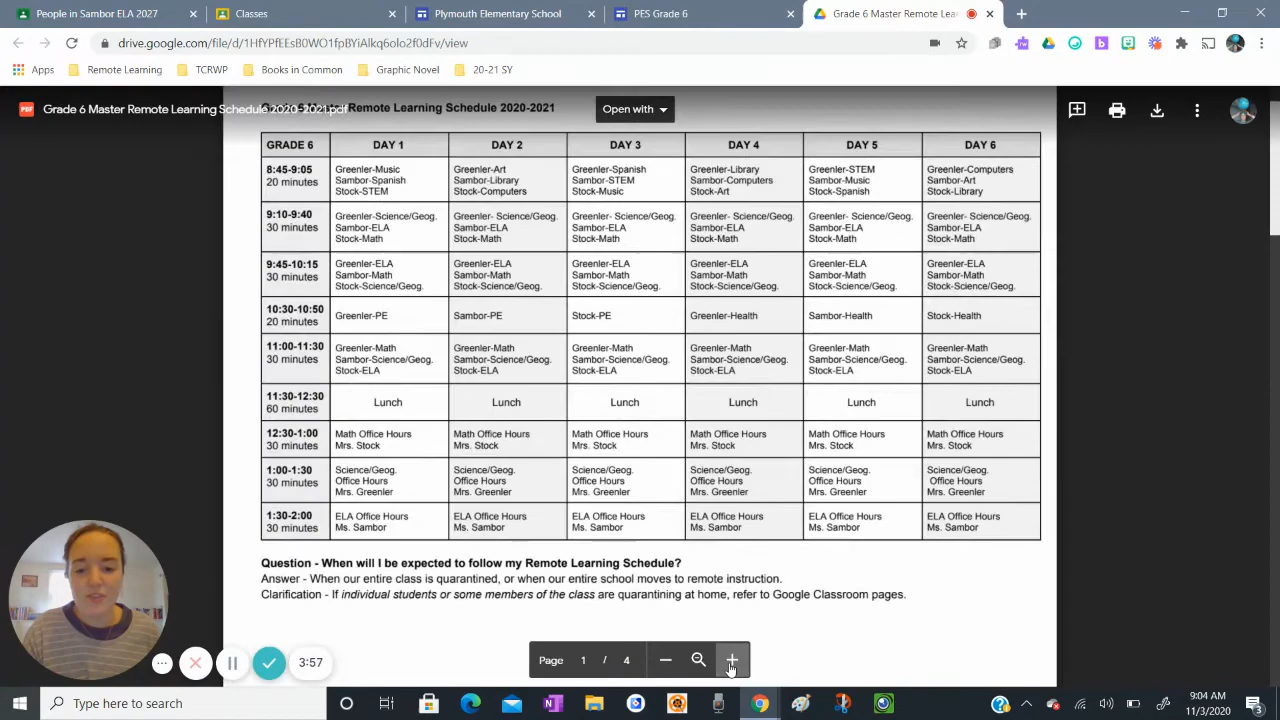 People in Sambor ELA 2027
Classes
Plymouth Elementary School
PES Grade 6
Grade 6 Master Remote Lea
drive.google.com/file/d/1HfYPfEEsB0WO1fpBYiAlkq6olo2f0lFv/view
Apps
Remote Learning
TCRWP
Books in Common
Graphic Novel
20-21 SY
Grade 6 Master Remote Learning Schedule 2020-2021.pdf
Remote Learning Schedule 2020-2021
Open with
GRADE 6 DAY 1 DAY 2 DAY 3 DAY 4 DAY 5 DAY 6
8:45-9:05 Greenler-Music Greenler-Art Greenler-Spanish Greenler-Library Greenler-STEM Greenler-Computers
20 minutes Sambor-Spanish Sambor-Library Sambor-STEM Sambor-Computers Sambor-Music Sambor-Art
Stock-STEM Stock-Computers Stock-Music Stock-Art Stock-Spanish Stock-Library
9:10-9:40 Greenler-Science/Geog. Greenler- Science/Geog. Greenler- Science/Geog. Greenler- Science/Geog. Greenler- Science/Geog. Greenler- Science/Geog.
30 minutes Sambor-ELA Sambor-ELA Sambor-ELA Sambor-ELA Sambor-ELA Sambor-ELA
Stock-Math Stock-Math Stock-Math Stock-Math Stock-Math Stock-Math
9:45-10:15 Greenler-ELA Greenler-ELA Greenler-ELA Greenler-ELA Greenler-ELA Greenler-ELA
30 minutes Sambor-Math Sambor-Math Sambor-Math Sambor-Math Sambor-Math Sambor-Math
Stock-Science/Geog. Stock-Science/Geog. Stock-Science/Geog. Stock-Science/Geog. Stock-Science/Geog. Stock-Science/Geog.
10:30-10:50 Greenler-PE Sambor-PE Stock-PE Greenler-Health Sambor-Health Stock-Health
20 minutes
11:00-11:30 Greenler-Math Greenler-Math Greenler-Math Greenler-Math Greenler-Math Greenler-Math
30 minutes Sambor-Science/Geog. Sambor-Science/Geog. Sambor-Science/Geog. Sambor-Science/Geog. Sambor-Science/Geog. Sambor-Science/Geog.
Stock-ELA Stock-ELA Stock-ELA Stock-ELA Stock-ELA Stock-ELA
11:30-12:30 Lunch Lunch Lunch Lunch Lunch Lunch
60 minutes
12:30-1:00 Math Office Hours Math Office Hours Math Office Hours Math Office Hours Math Office Hours Math Office Hours
30 minutes Mrs. Stock Mrs. Stock Mrs. Stock Mrs. Stock Mrs. Stock Mrs. Stock
1:00-1:30 Science/Geog. Science/Geog. Science/Geog. Science/Geog. Science/Geog. Science/Geog.
30 minutes Office Hours Office Hours Office Hours Office Hours Office Hours Office Hours
Mrs. Greenler Mrs. Greenler Mrs. Greenler Mrs. Greenler Mrs. Greenler Mrs. Greenler
1:30-2:00 ELA Office Hours ELA Office Hours ELA Office Hours ELA Office Hours ELA Office Hours ELA Office Hours
30 minutes Ms. Sambor Ms. Sambor Ms. Sambor Ms. Sambor Ms. Sambor Ms. Sambor
Question - When will I be expected to follow my Remote Learning Schedule?
Answer - When our entire class is quarantined, or when our entire school moves to remote instruction.
Clarification - If individual students or some members of the class are quarantining at home, refer to Google Classroom pages.
Page 1 / 4
3:57
Type here to search
9:04 AM
11/3/2020
3